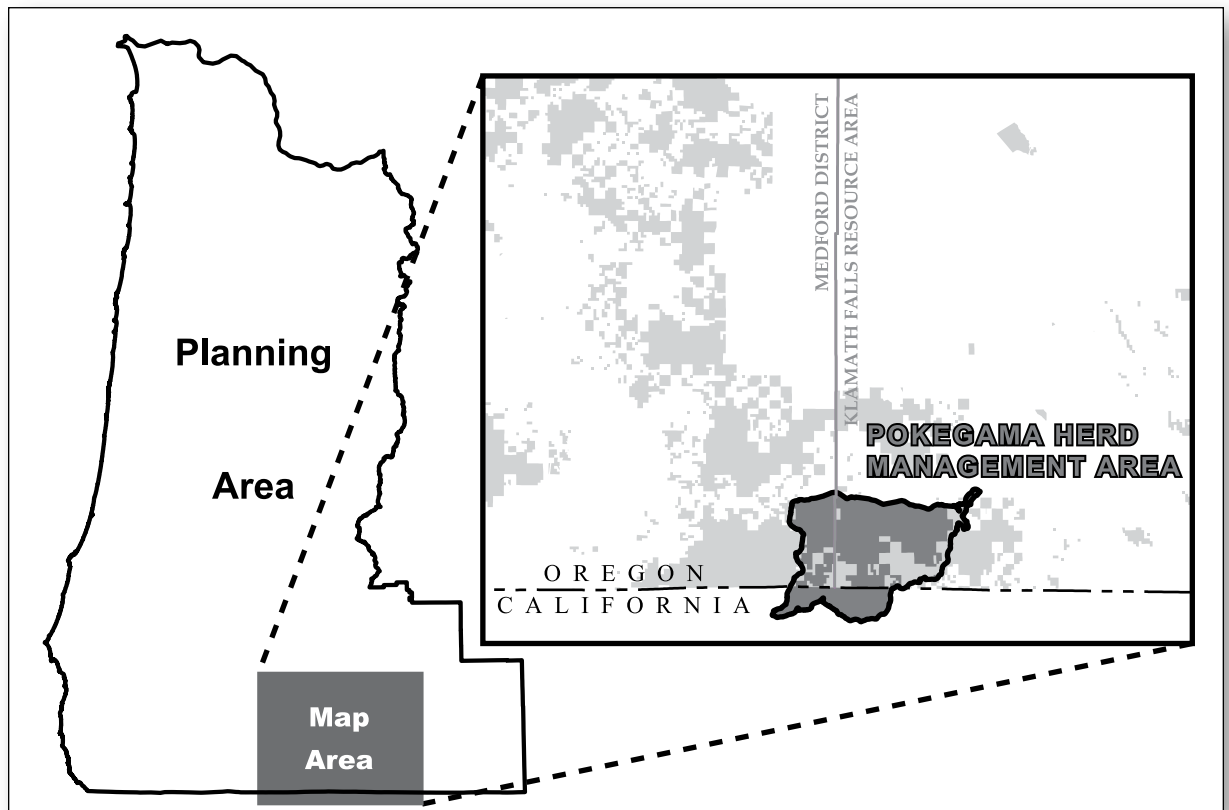 Planning
Area
Map
Area
MEDFORD DISTRICT
KLAMATH FALLS RESOURCE AREA
POKEGAMA HERD
MANAGEMENT AREA
OREGON
CALIFORNIA